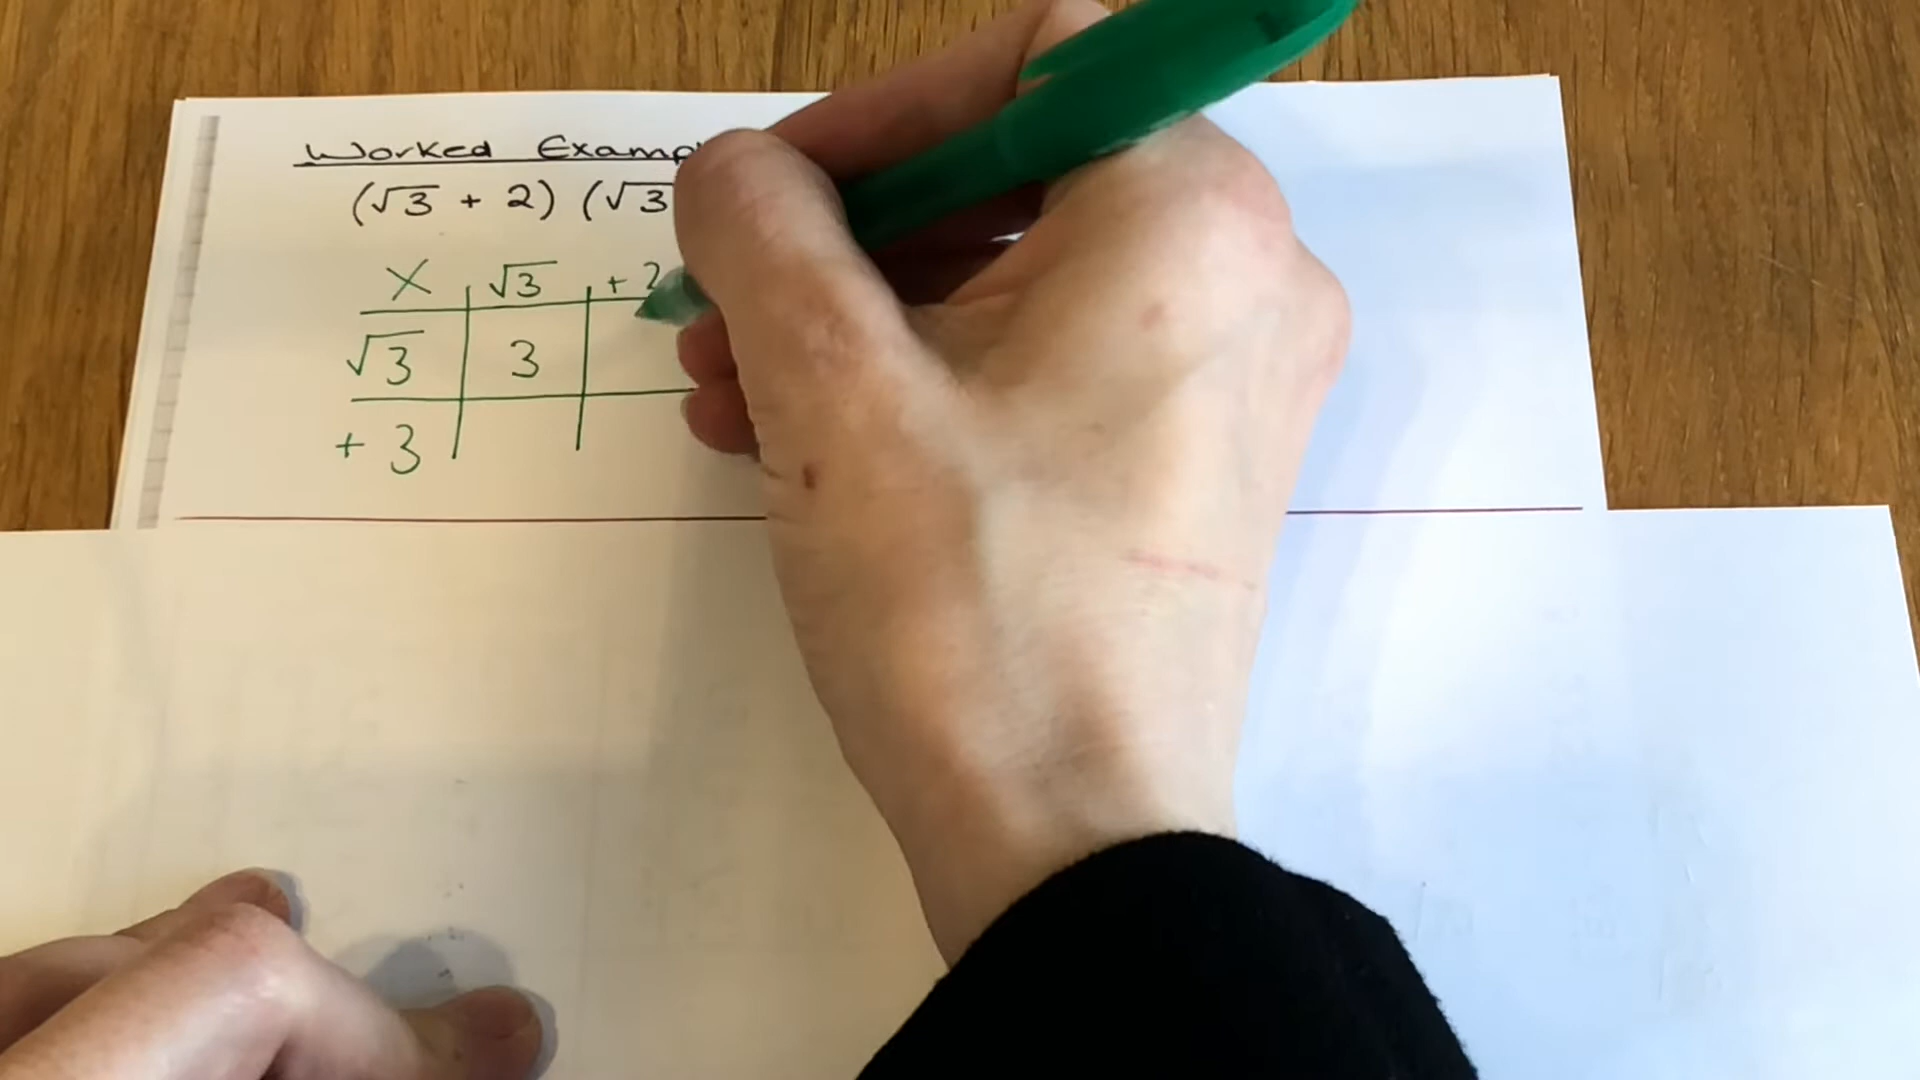 Worked
(√3 + 2) (√3
X √3 + 2
√3 3
+ 3